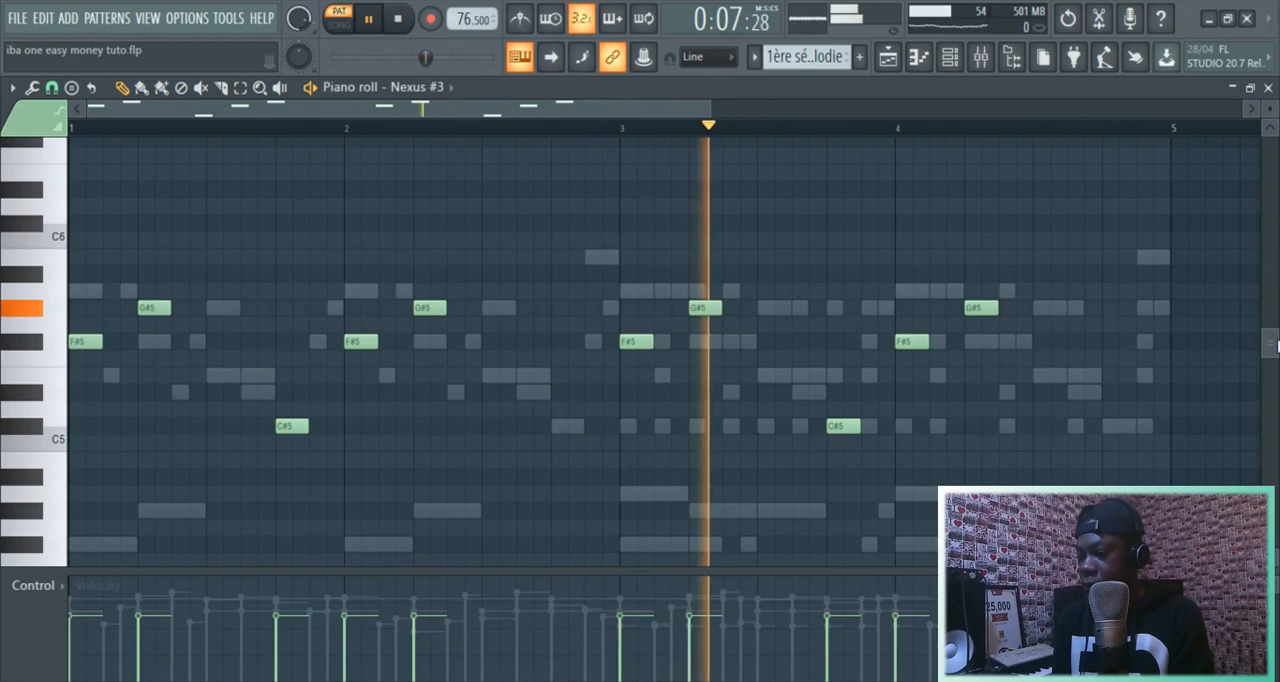 FILE EDIT ADD PATTERNS VIEW OPTIONS TOOLS HELP
PAT
SONG
76.500
3.2.
0:07:28
M:S:CS
54
501 MB
0
iba one easy money tuto.flp
Line
1ère sé..lodie
28/04 FL
STUDIO 20.7 Rel..
Piano roll - Nexus #3
1
2
3
4
5
C6
G#5
G#5
G#5
G#5
F#5
F#5
F#5
F#5
C#5
C#5
C5
Control
Velocity
25,000